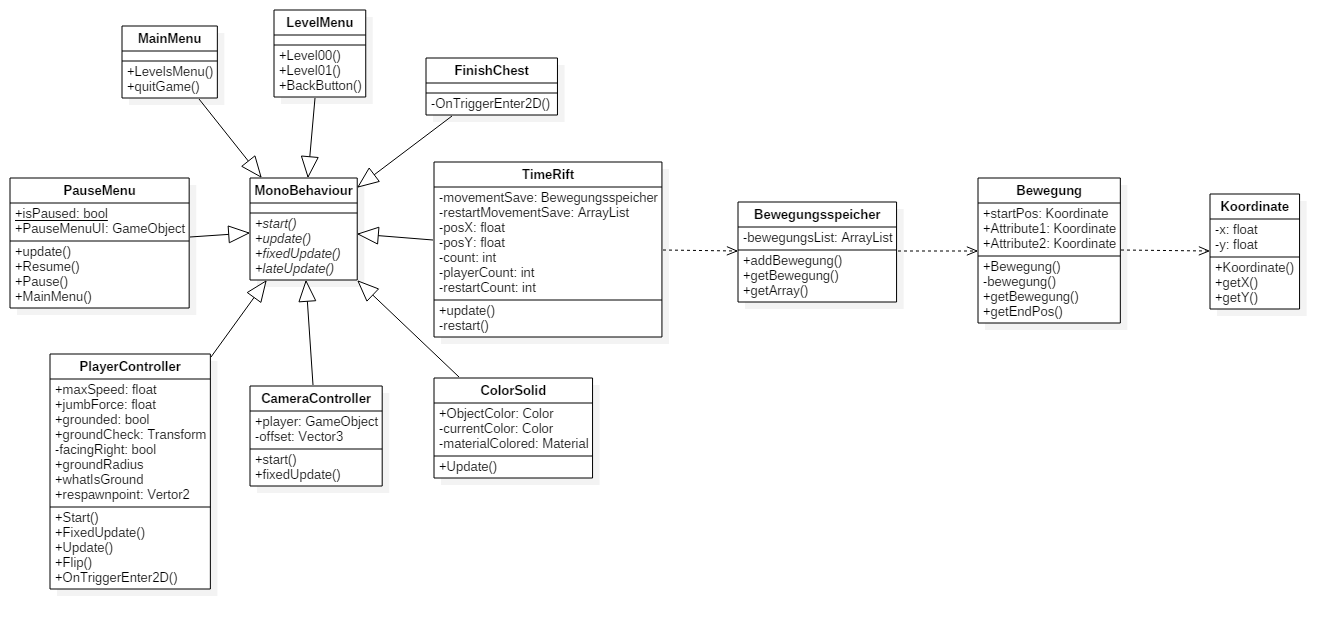 MainMenu
+LevelsMenu()
+quitGame()
LevelMenu
+Level00()
+Level01()
+BackButton()
FinishChest
-OnTriggerEnter2D()
PauseMenu
+isPaused: bool
+PauseMenuUI: GameObject
+update()
+Resume()
+Pause()
+MainMenu()
MonoBehaviour
+start()
+update()
+fixedUpdate()
+lateUpdate()
TimeRift
-movementSave: Bewegungsspeicher
-restartMovementSave: ArrayList
-posX: float
-posY: float
-count: int
-playerCount: int
-restartCount: int
+update()
-restart()
Bewegungsspeicher
-bewegungsList: ArrayList
+addBewegung()
+getBewegung()
+getArray()
Bewegung
+startPos: Koordinate
+Attribute1: Koordinate
+Attribute2: Koordinate
+Bewegung()
-bewegung()
+getBewegung()
+getEndPos()
Koordinate
-x: float
-y: float
+Koordinate()
+getX()
+getY()
PlayerController
+maxSpeed: float
+jumbForce: float
+grounded: bool
+groundCheck: Transform
-facingRight: bool
+groundRadius
+whatIsGround
+respawnpoint: Vertor2
+Start()
+FixedUpdate()
+Update()
+Flip()
+OnTriggerEnter2D()
CameraController
+player: GameObject
-offset: Vector3
+start()
+fixedUpdate()
ColorSolid
+ObjectColor: Color
-currentColor: Color
-materialColored: Material
+Update()